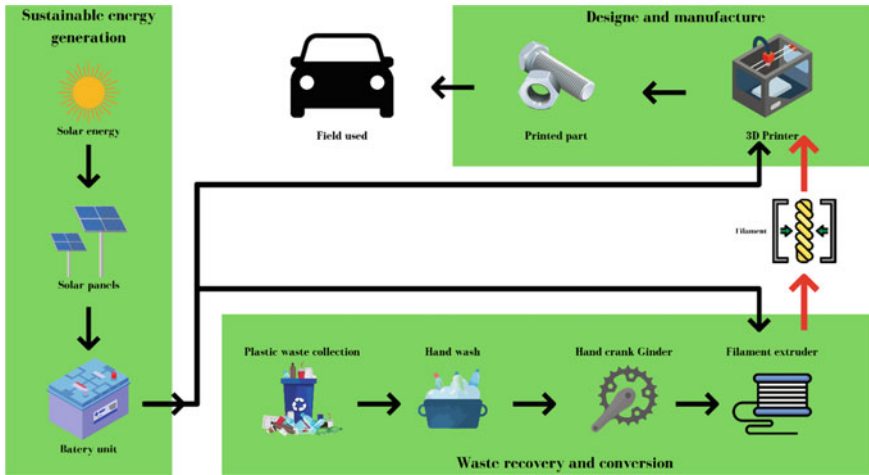 Sustainable energy
generation
Solar energy
Solar panels
Batery unit
Designe and manufacture
Field used
Printed part
3D Printer
Filament
Plastic waste collection
Hand wash
Hand crank Ginder
Filament extruder
Waste recovery and conversion